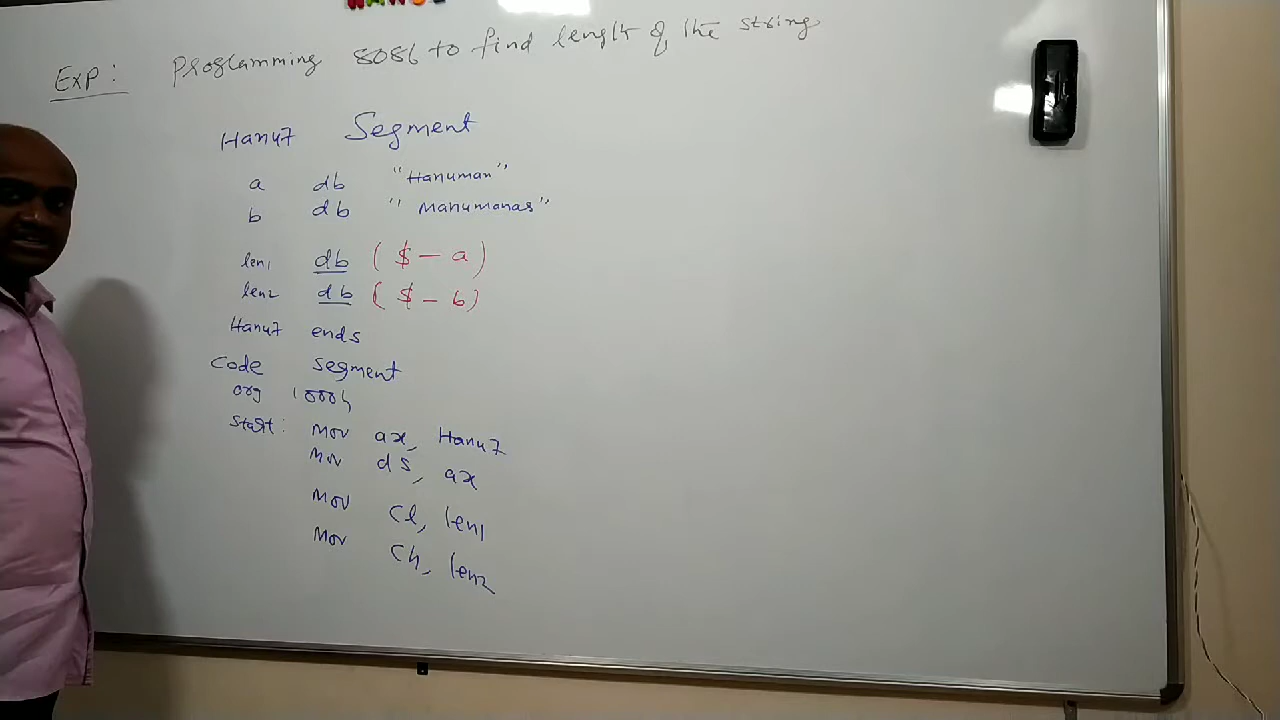 Exp: Programming 8086 to find length of the string
Hanu7 Segment
a db "Hanuman"
b db "Manumanas"
len1 db ($ - a)
len2 db ($ - b)
Hanu7 ends
Code segment
org 1000h
Start: Mov ax, Hanu7
Mov ds, ax
Mov Cl, len1
Mov Ch, len2